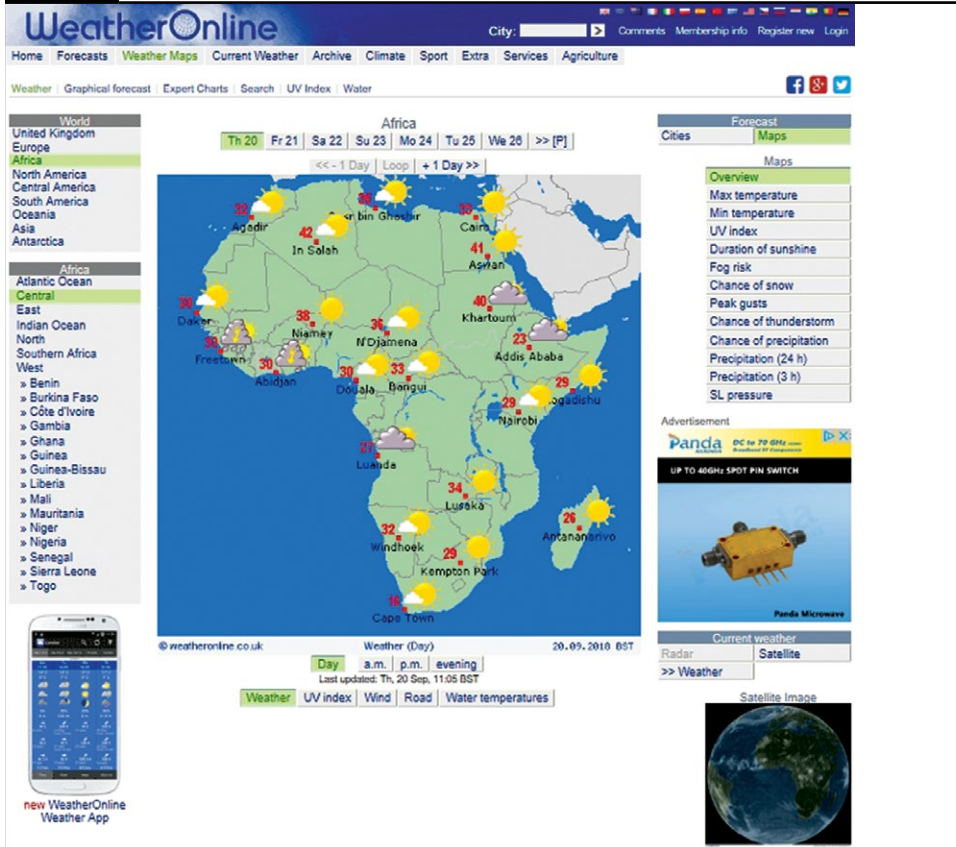 WeatherOnline
City:
Comments Membership info Register new Login
Home Forecasts Weather Maps Current Weather Archive Climate Sport Extra Services Agriculture
Weather | Graphical forecast | Expert Charts | Search | UV Index | Water
World
United Kingdom
Europe
Africa
North America
Central America
South America
Oceania
Asia
Antarctica
Africa
Atlantic Ocean
Central
East
Indian Ocean
North
Southern Africa
West
» Benin
» Burkina Faso
» Côte d'Ivoire
» Gambia
» Ghana
» Guinea
» Guinea-Bissau
» Liberia
» Mali
» Mauritania
» Niger
» Nigeria
» Senegal
» Sierra Leone
» Togo
new WeatherOnline
Weather App
Africa
Th 20 Fr 21 Sa 22 Su 23 Mo 24 Tu 25 We 26 >> [P]
<< - 1 Day Loop + 1 Day >>
Agadir
bin Ghashir
Cairo
42
In Salah
41
Aswan
40
Khartoum
Dakar
38
Niamey
36
N'Djamena
23
Addis Ababa
Freetown
30
Abidjan
30
Douala
33
Bangui
29
29
Nairobi
27
Luanda
34
Lusaka
26
Antananarivo
32
Windhoek
29
Kempton Park
Cape Town
© weatheronline.co.uk Weather (Day) 20.09.2018 BST
Day a.m. p.m. evening
Last updated: Th, 20 Sep, 11:05 BST
Weather UV index Wind Road Water temperatures
Forecast
Cities Maps
Maps
Overview
Max temperature
Min temperature
UV index
Duration of sunshine
Fog risk
Chance of snow
Peak gusts
Chance of thunderstorm
Chance of precipitation
Precipitation (24 h)
Precipitation (3 h)
SL pressure
Advertisement
Panda DC to 70 GHz
MICROWAVE Broadband RF Components
UP TO 40GHz SPDT PIN SWITCH
Panda Microwave
Current weather
Radar Satellite
>> Weather
Satellite Image